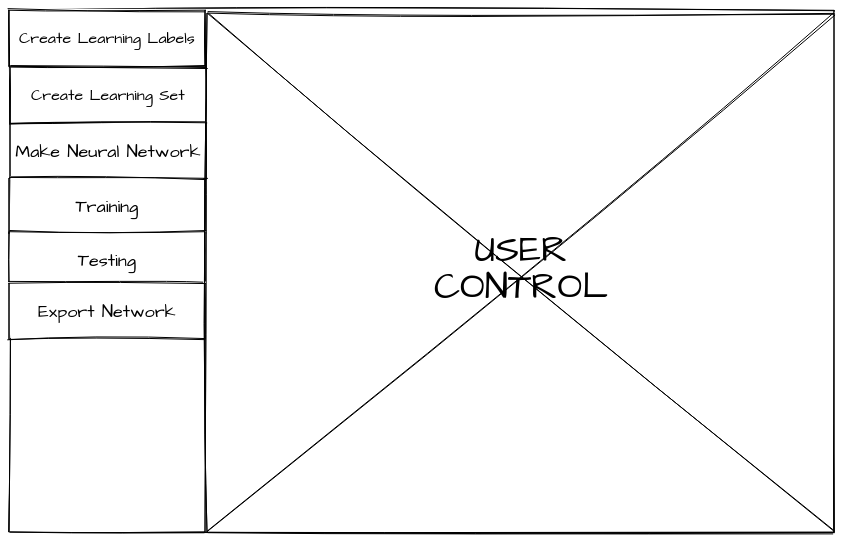 Create Learning Labels
Create Learning Set
Make Neural Network
Training
Testing
Export Network
USER
CONTROL